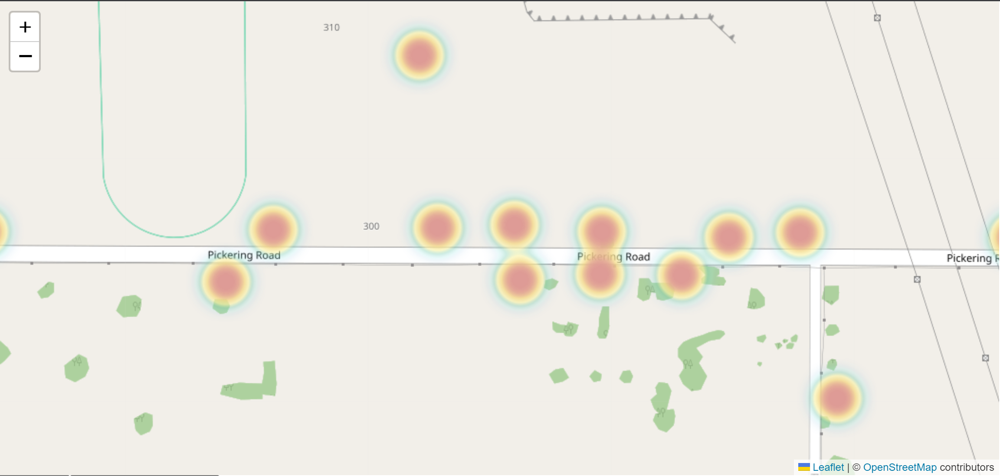 +
310
−
300
Pickering Road
Pickering Road
Pickering R
Leaflet | © OpenStreetMap contributors